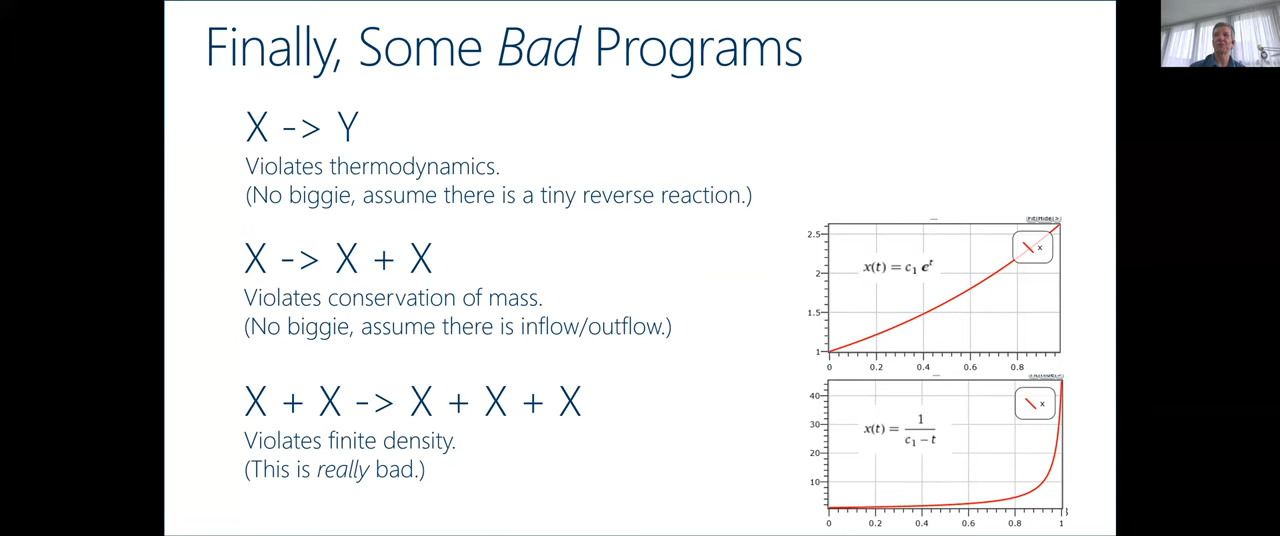 Finally, Some Bad Programs
X -> Y
Violates thermodynamics.
(No biggie, assume there is a tiny reverse reaction.)
X -> X + X
Violates conservation of mass.
(No biggie, assume there is inflow/outflow.)
X + X -> X + X + X
Violates finite density.
(This is really bad.)
x
x(t) = c₁ eᵗ
2.5
2
1.5
1
0 0.2 0.4 0.6 0.8
x
x(t) = 1 / (c₁ – t)
40
30
20
10
0 0.2 0.4 0.6 0.8 1